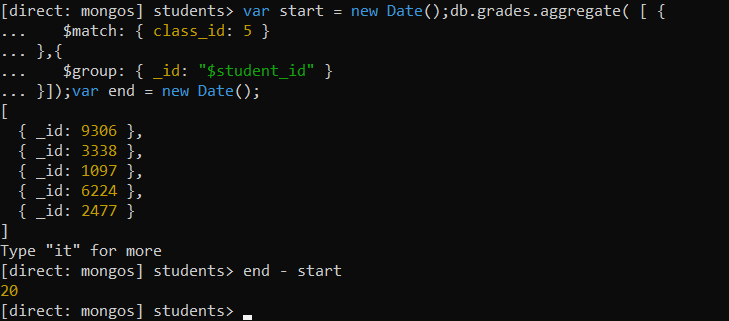 [direct: mongos] students> var start = new Date();db.grades.aggregate( [ {
...    $match: { class_id: 5 }
... },{
...    $group: { _id: "$student_id" }
... }]);var end = new Date();
[
  { _id: 9306 },
  { _id: 3338 },
  { _id: 1097 },
  { _id: 6224 },
  { _id: 2477 }
]
Type "it" for more
[direct: mongos] students> end - start
20
[direct: mongos] students>